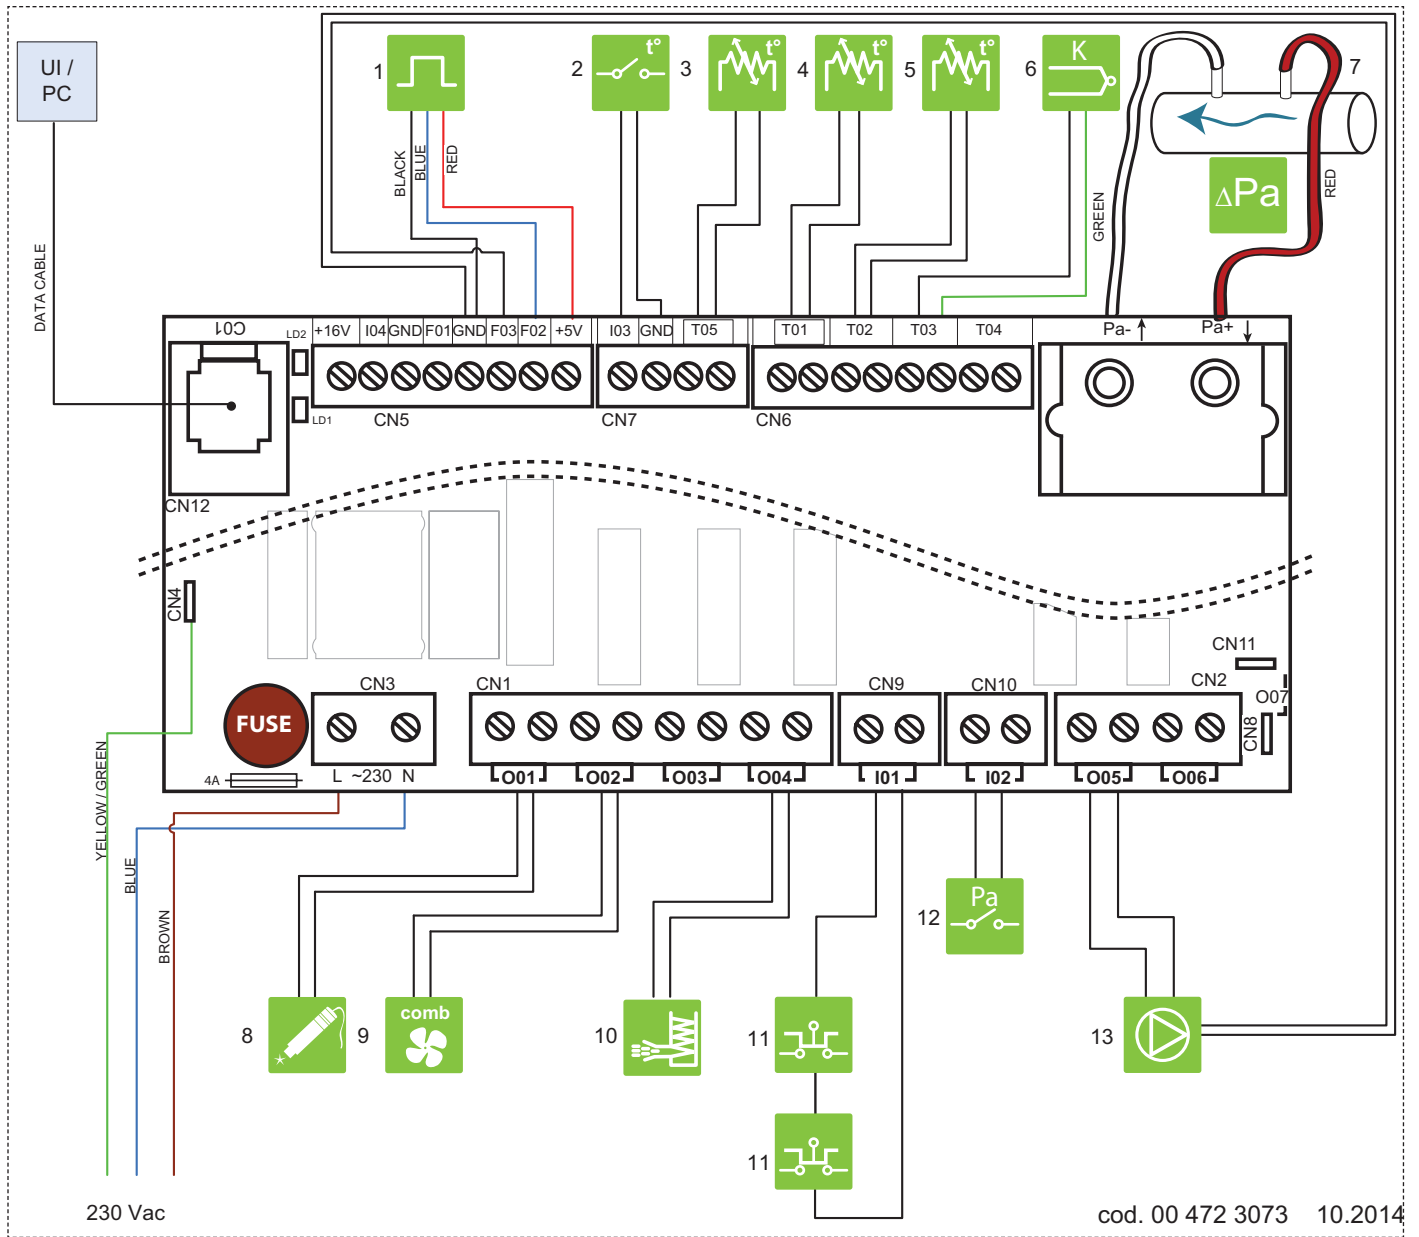 UI /
PC
1
2
t°
3
t°
4
t°
5
t°
6
K
7
BLACK
BLUE
RED
GREEN
RED
ΔPa
DATA CABLE
C01
LD2
+16V
I04
GND
F01
GND
F03
F02
+5V
I03
GND
T05
T01
T02
T03
T04
Pa-
Pa+
LD1
CN5
CN7
CN6
CN12
CN4
CN11
CN3
CN1
CN9
CN10
CN2
O07
CN8
FUSE
4A
L ~230 N
O01
O02
O03
O04
I01
I02
O05
O06
YELLOW / GREEN
BLUE
BROWN
12
Pa
8
9
comb
10
11
13
11
230 Vac
cod. 00 472 3073 10.2014